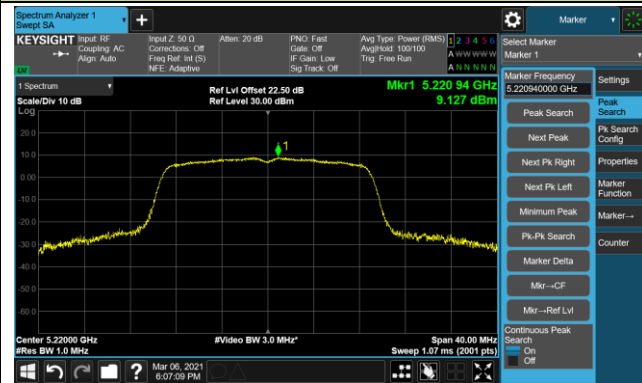 Spectrum Analyzer 1
Swept SA
+
Marker
KEYSIGHT
Input: RF
Coupling: AC
Align: Auto
Input Z: 50 Ω
Corrections: Off
Freq Ref: Int (S)
NFE: Adaptive
Atten: 20 dB
PNO: Fast
Gate: Off
IF Gain: Low
Sig Track: Off
Avg Type: Power (RMS)
Avg|Hold: 100/100
Trig: Free Run
1 2 3 4 5 6
A W W W W W
A N N N N N
Select Marker
Marker 1
1 Spectrum
Scale/Div 10 dB
Ref Lvl Offset 22.50 dB
Ref Level 30.00 dBm
Mkr1 5.220 94 GHz
9.127 dBm
Log
20.0
10.0
0.00
-10.0
-20.0
-30.0
-40.0
-50.0
-60.0
1
Center 5.22000 GHz
#Res BW 1.0 MHz
#Video BW 3.0 MHz*
Span 40.00 MHz
Sweep 1.07 ms (2001 pts)
Marker Frequency
5.220940000 GHz
Peak Search
Next Peak
Next Pk Right
Next Pk Left
Minimum Peak
Pk-Pk Search
Marker Delta
Mkr→CF
Mkr→Ref Lvl
Continuous Peak
Search
On
Off
Settings
Peak
Search
Pk Search
Config
Properties
Marker
Function
Marker→
Counter
?
Mar 06, 2021
6:07:09 PM